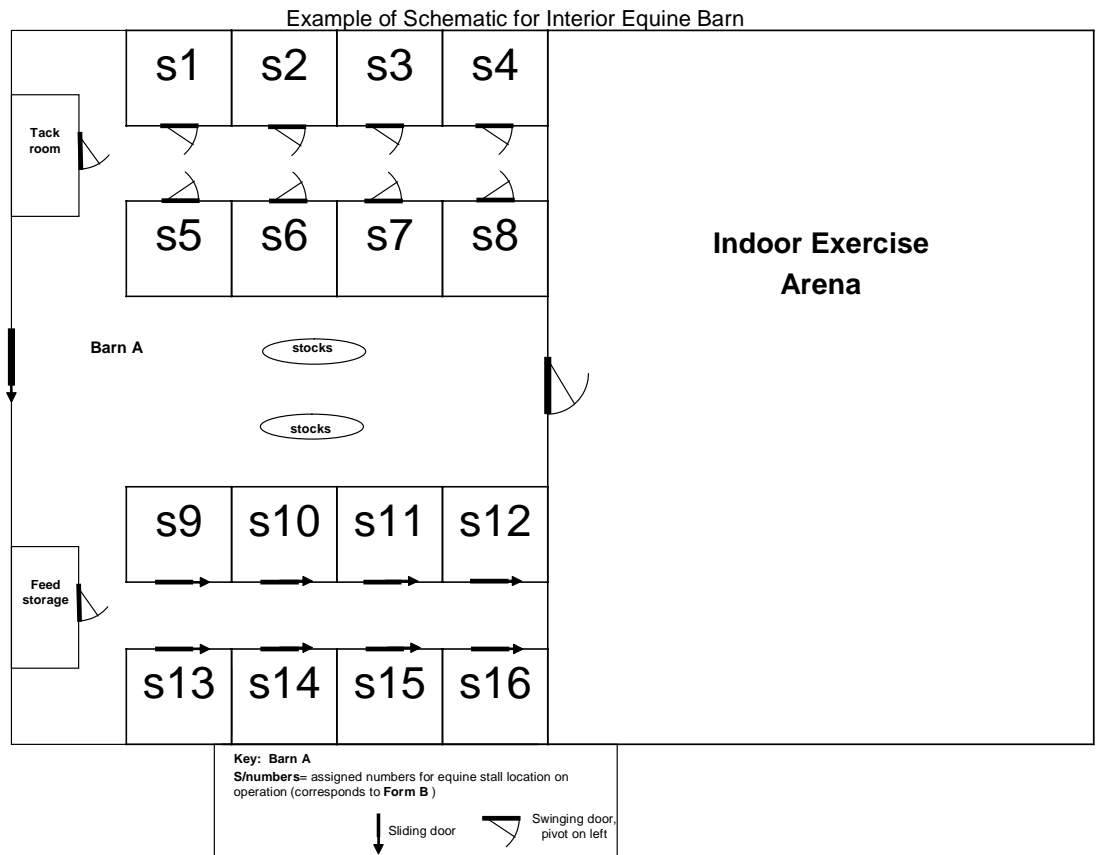 Example of Schematic for Interior Equine Barn
s1 s2 s3 s4
Tack
room
s5 s6 s7 s8
Indoor Exercise
Arena
Barn A
stocks
stocks
s9 s10 s11 s12
Feed
storage
s13 s14 s15 s16
Key: Barn A
S/numbers= assigned numbers for equine stall location on
operation (corresponds to Form B )
Sliding door
Swinging door,
pivot on left